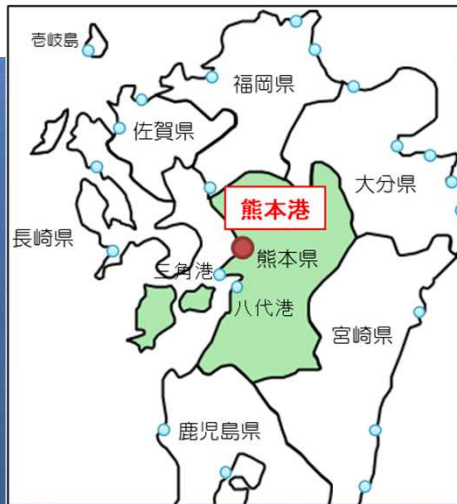 壱岐島
福岡県
佐賀県
大分県
熊本港
長崎県
熊本県
三角港
八代港
宮崎県
鹿児島県